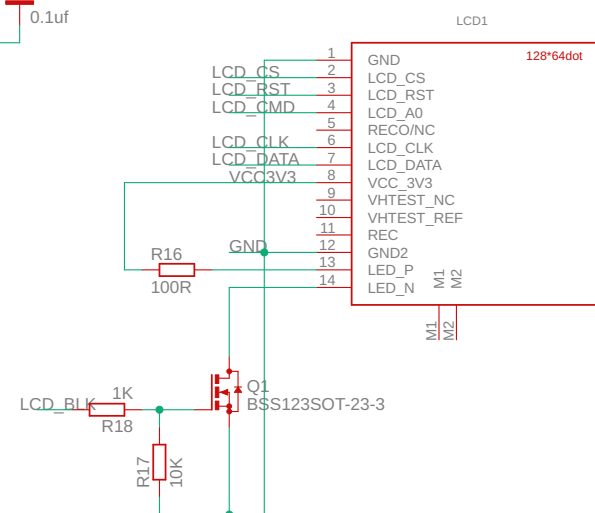 0.1uf
LCD1
128*64dot
1 GND
LCD_CS 2 LCD_CS
LCD_RST 3 LCD_RST
LCD_CMD 4 LCD_A0
5 RECO/NC
LCD_CLK 6 LCD_CLK
LCD_DATA 7 LCD_DATA
VCC3V3 8 VCC_3V3
9 VHTEST_NC
10 VHTEST_REF
11 REC
GND 12 GND2
R16 13 LED_P
100R 14 LED_N
M1 M2
M1 M2
Q1
BSS123SOT-23-3
LCD_BLK 1K
R18
R17 10K